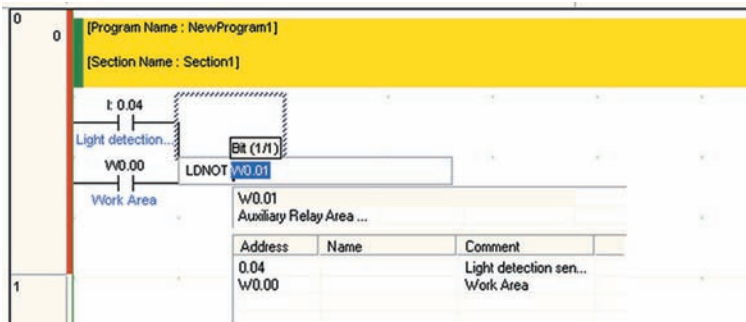 0
0
[Program Name : NewProgram1]
[Section Name : Section1]
I: 0.04
Light detection...
Bit (1/1)
W0.00
LDNOT W0.01
Work Area
W0.01
Auxiliary Relay Area ...
Address Name Comment
0.04 Light detection sen...
W0.00 Work Area
1